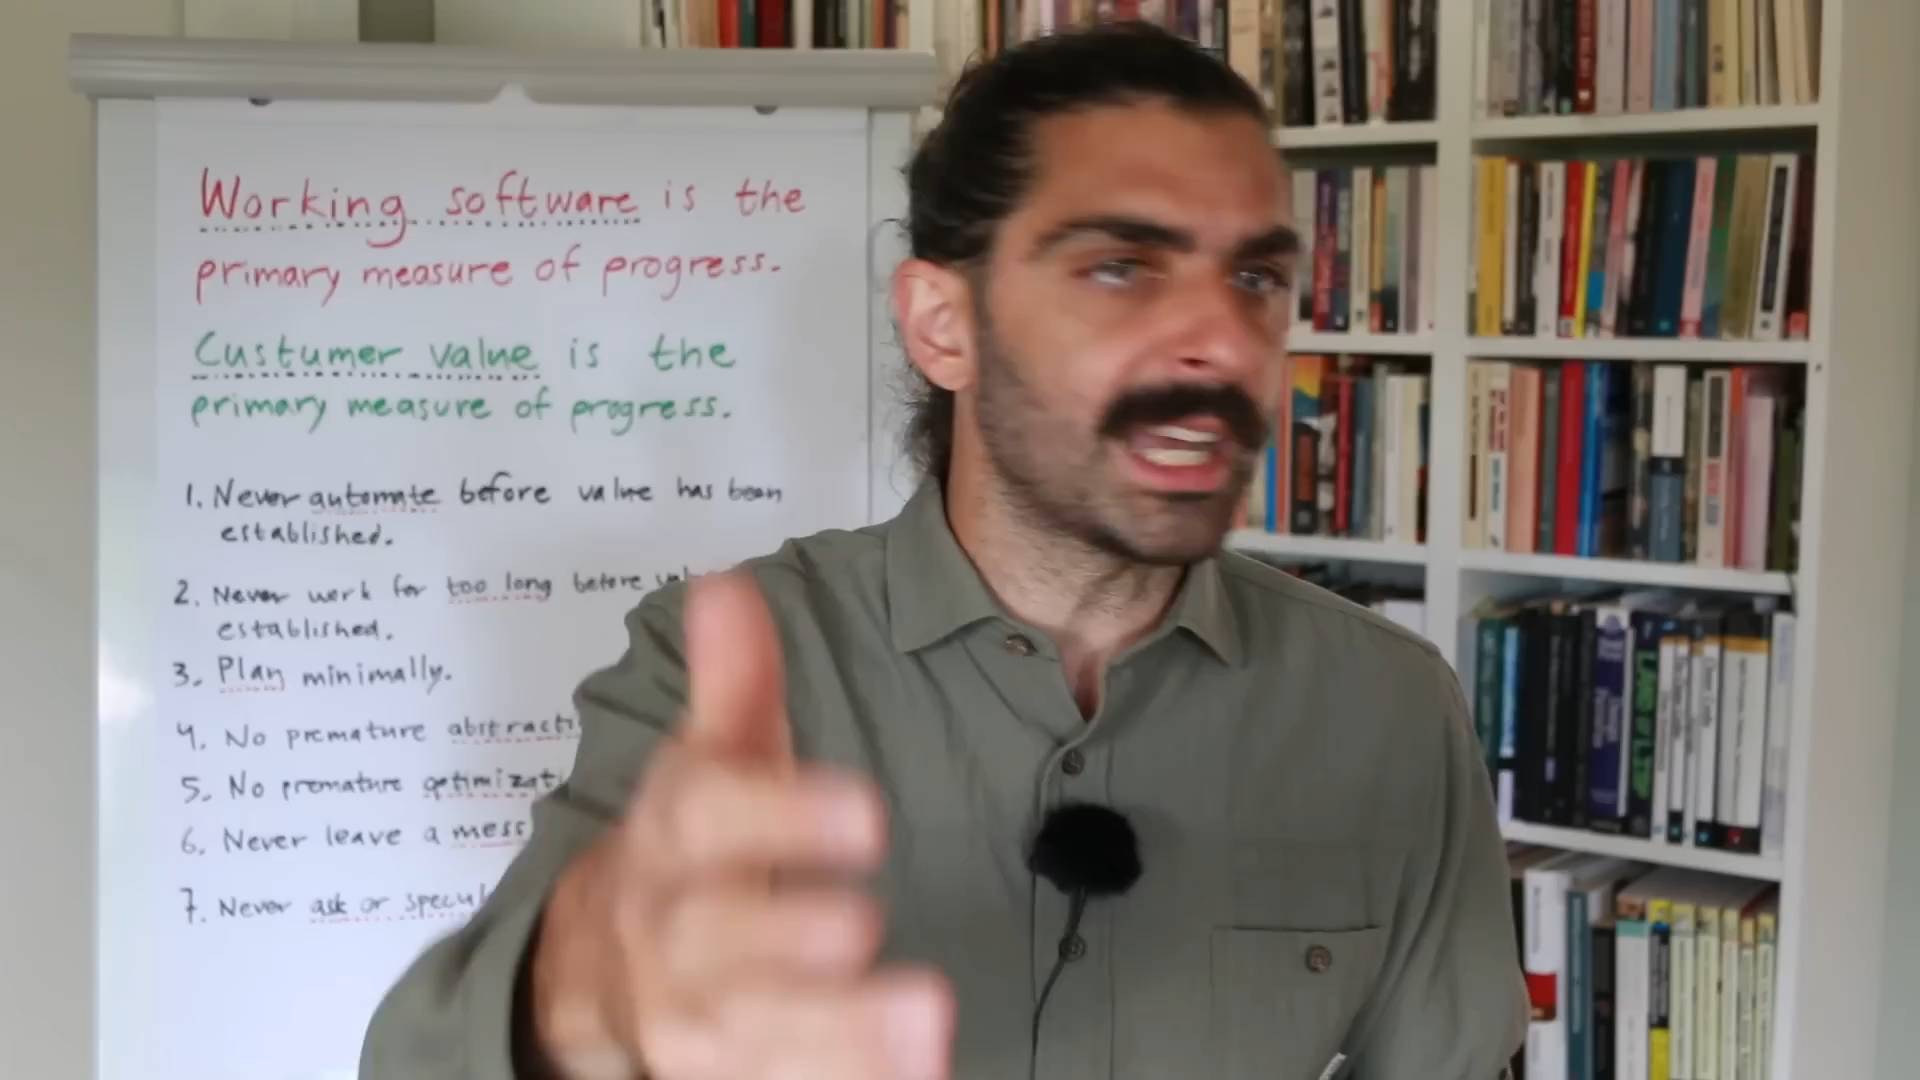 Working software is the
primary measure of progress.
Custumer value is the
primary measure of progress.
1. Never automate before value has been
established.
2. Never work for too long before
established.
3. Plan minimally.
4. No premature
5. No premature
6. Never leave a mess
7. Never ask or